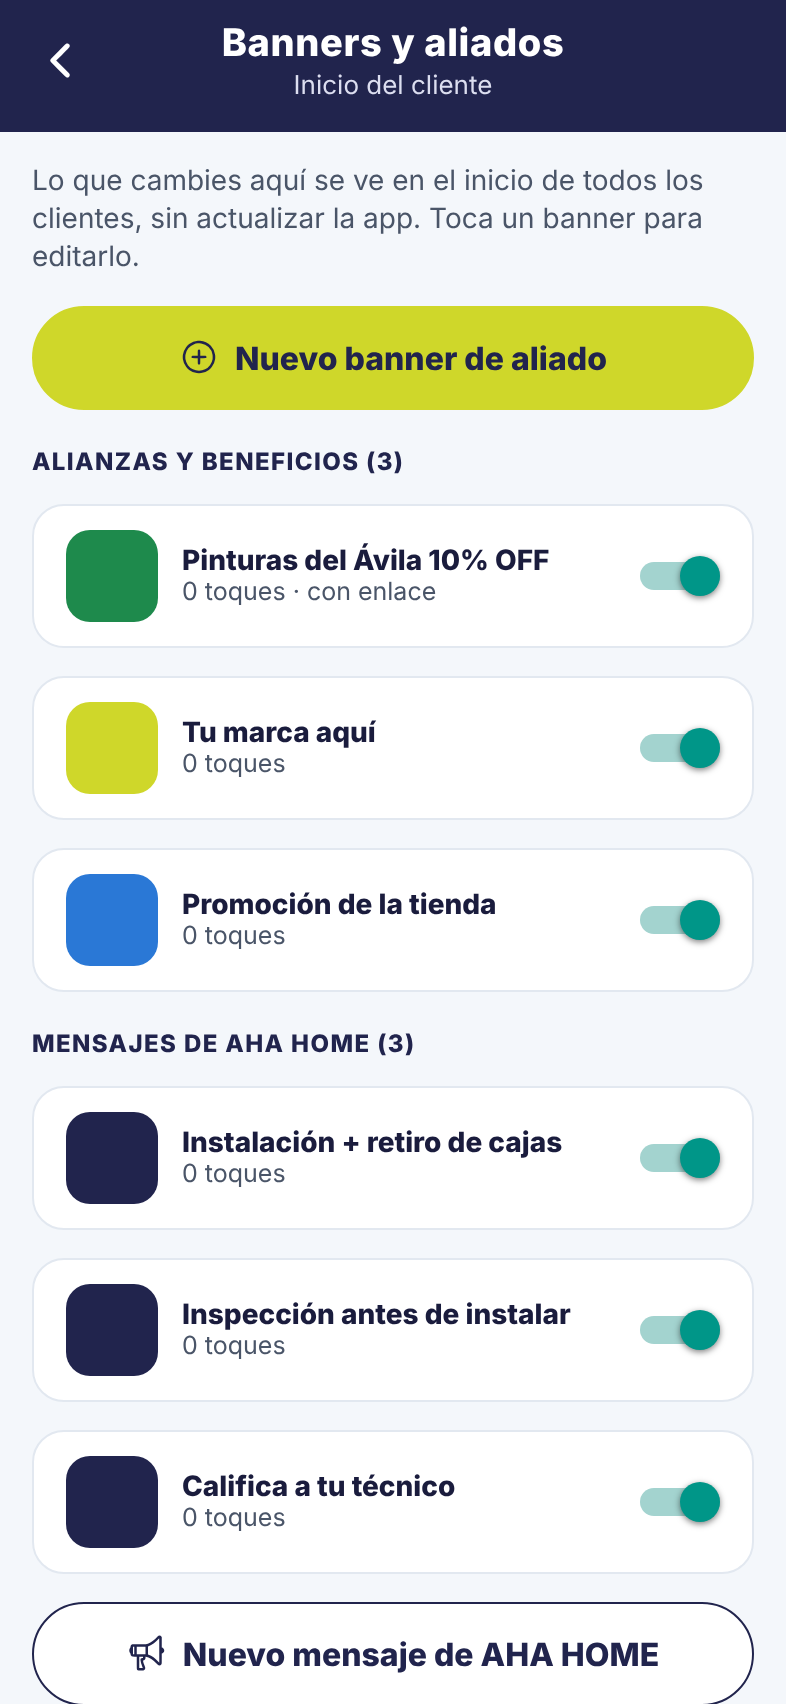 Banners y aliados
Inicio del cliente
Lo que cambies aquí se ve en el inicio de todos los
clientes, sin actualizar la app. Toca un banner para
editarlo.
Nuevo banner de aliado
ALIANZAS Y BENEFICIOS (3)
Pinturas del Ávila 10% OFF
0 toques · con enlace
Tu marca aquí
0 toques
Promoción de la tienda
0 toques
MENSAJES DE AHA HOME (3)
Instalación + retiro de cajas
0 toques
Inspección antes de instalar
0 toques
Califica a tu técnico
0 toques
Nuevo mensaje de AHA HOME